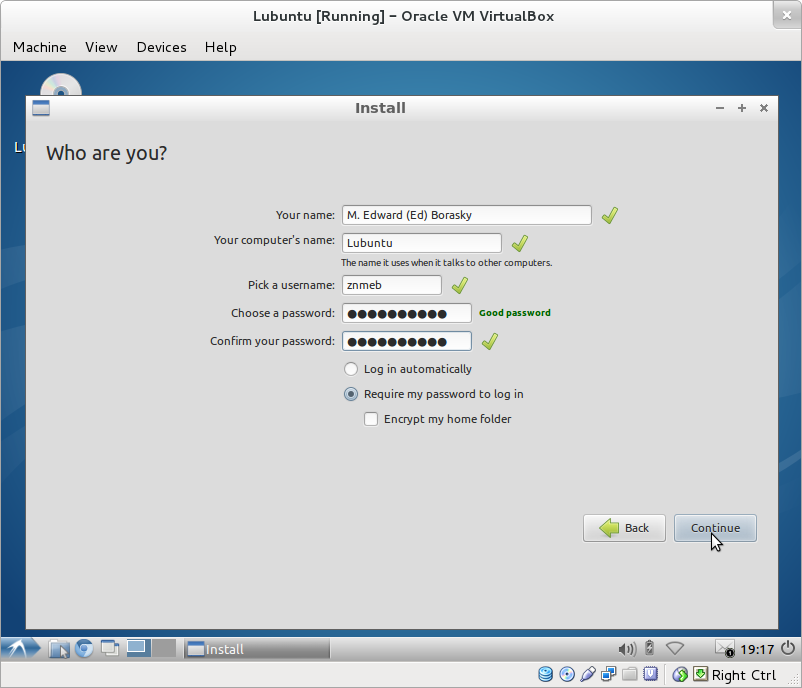 Lubuntu [Running] – Oracle VM VirtualBox
Machine View Devices Help
Install
Who are you?
Your name: M. Edward (Ed) Borasky
Your computer's name: Lubuntu
The name it uses when it talks to other computers.
Pick a username: znmeb
Choose a password: ●●●●●●●●●● Good password
Confirm your password: ●●●●●●●●●●
Log in automatically
Require my password to log in
Encrypt my home folder
Back Continue
Install 19:17
Right Ctrl